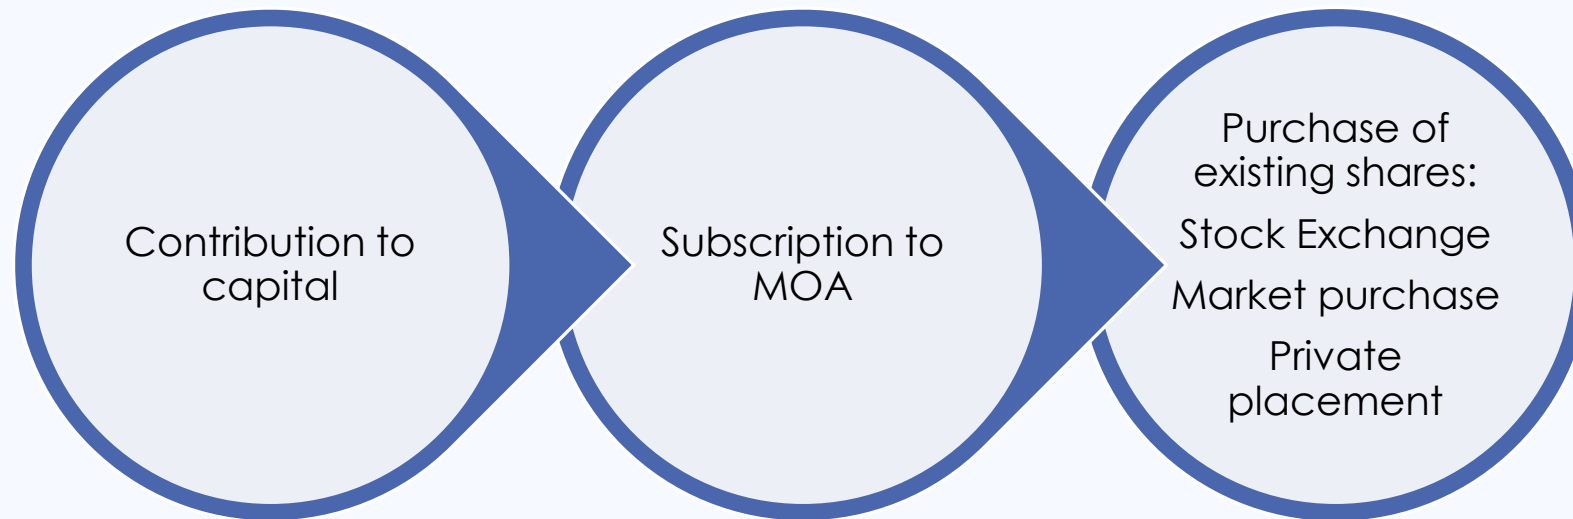 Contribution to
capital
Subscription to
MOA
Purchase of
existing shares:
Stock Exchange
Market purchase
Private
placement